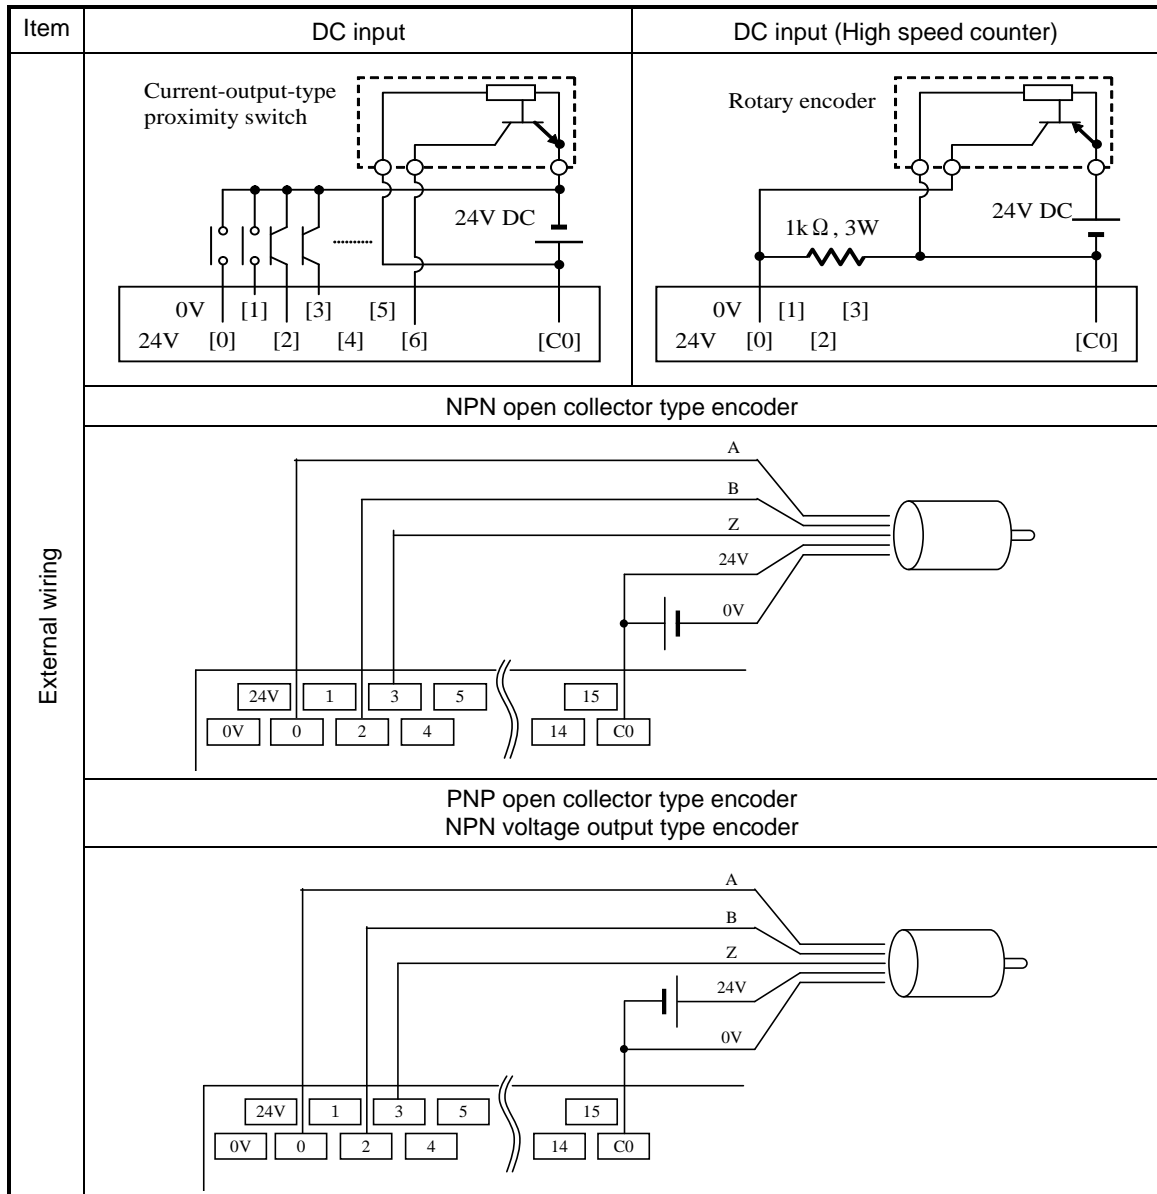 Item
DC input
DC input (High speed counter)
External wiring
Current-output-type
proximity switch
24V DC
0V [1] [3] [5]
24V [0] [2] [4] [6] [C0]
Rotary encoder
24V DC
1kΩ, 3W
0V [1] [3]
24V [0] [2] [C0]
NPN open collector type encoder
A
B
Z
24V
0V
24V 1 3 5 15
0V 0 2 4 14 C0
PNP open collector type encoder
NPN voltage output type encoder
A
B
Z
24V
0V
24V 1 3 5 15
0V 0 2 4 14 C0